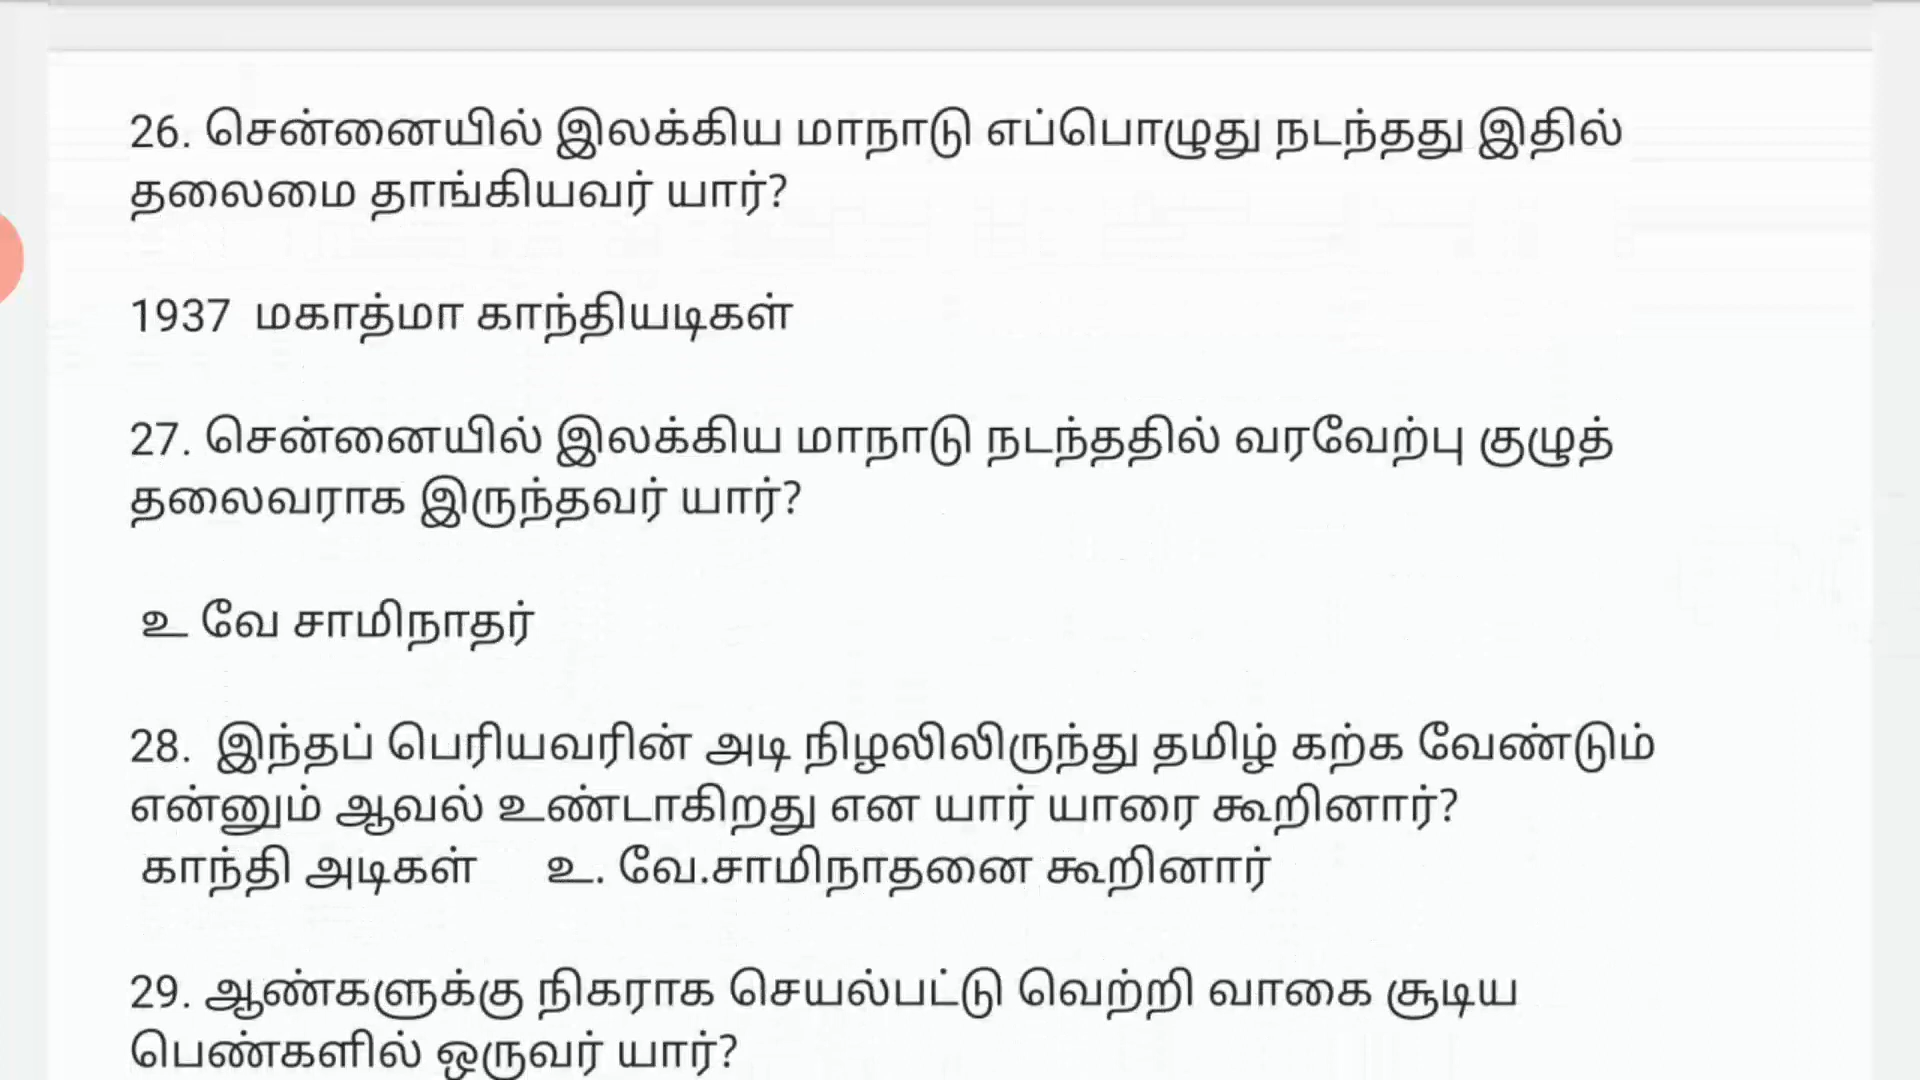 26. சென்னையில் இலக்கிய மாநாடு எப்பொழுது நடந்தது இதில்
தலைமை தாங்கியவர் யார்?
1937 மகாத்மா காந்தியடிகள்
27. சென்னையில் இலக்கிய மாநாடு நடந்ததில் வரவேற்பு குழுத்
தலைவராக இருந்தவர் யார்?
உ வே சாமிநாதர்
28. இந்தப் பெரியவரின் அடி நிழலிலிருந்து தமிழ் கற்க வேண்டும்
என்னும் ஆவல் உண்டாகிறது என யார் யாரை கூறினார்?
காந்தி அடிகள் உ. வே.சாமிநாதனை கூறினார்
29. ஆண்களுக்கு நிகராக செயல்பட்டு வெற்றி வாகை சூடிய
பெண்களில் ஒருவர் யார்?